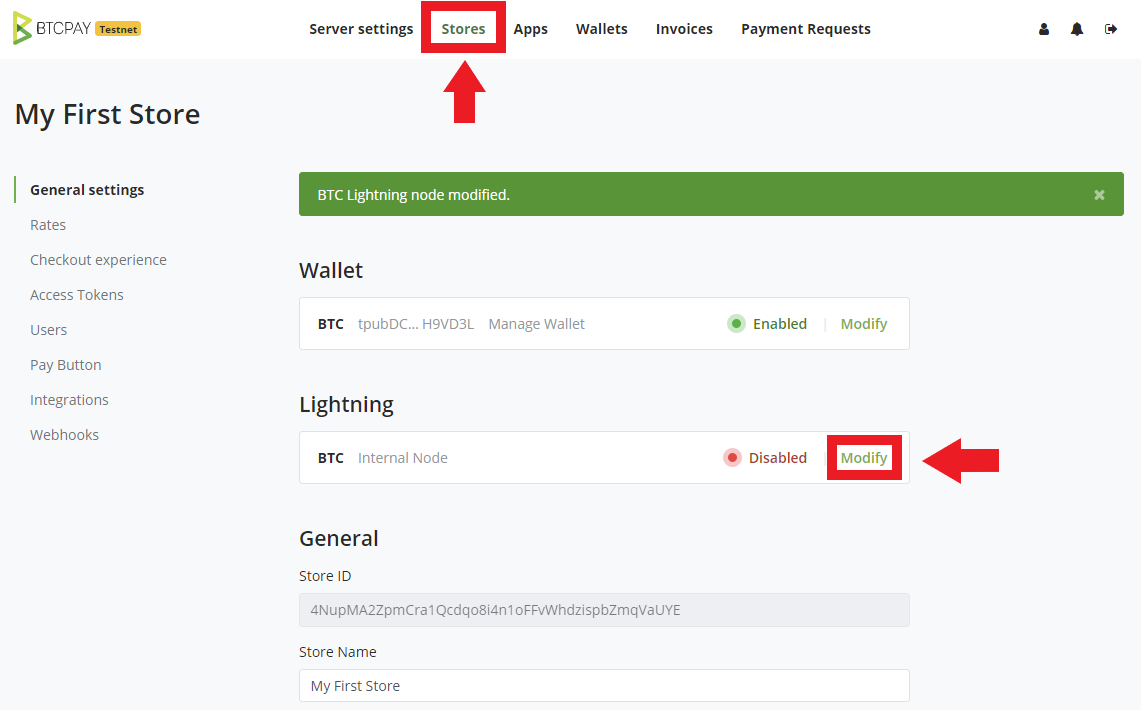 BTCPAY Testnet Server settings Stores Apps Wallets Invoices Payment Requests
My First Store
General settings
Rates
Checkout experience
Access Tokens
Users
Pay Button
Integrations
Webhooks
BTC Lightning node modified.
Wallet
BTC tpubDC... H9VD3L Manage Wallet Enabled Modify
Lightning
BTC Internal Node Disabled Modify
General
Store ID
4NupMA2ZpmCra1Qcdqo8i4n1oFFvWhdzispbZmqVaUYE
Store Name
My First Store